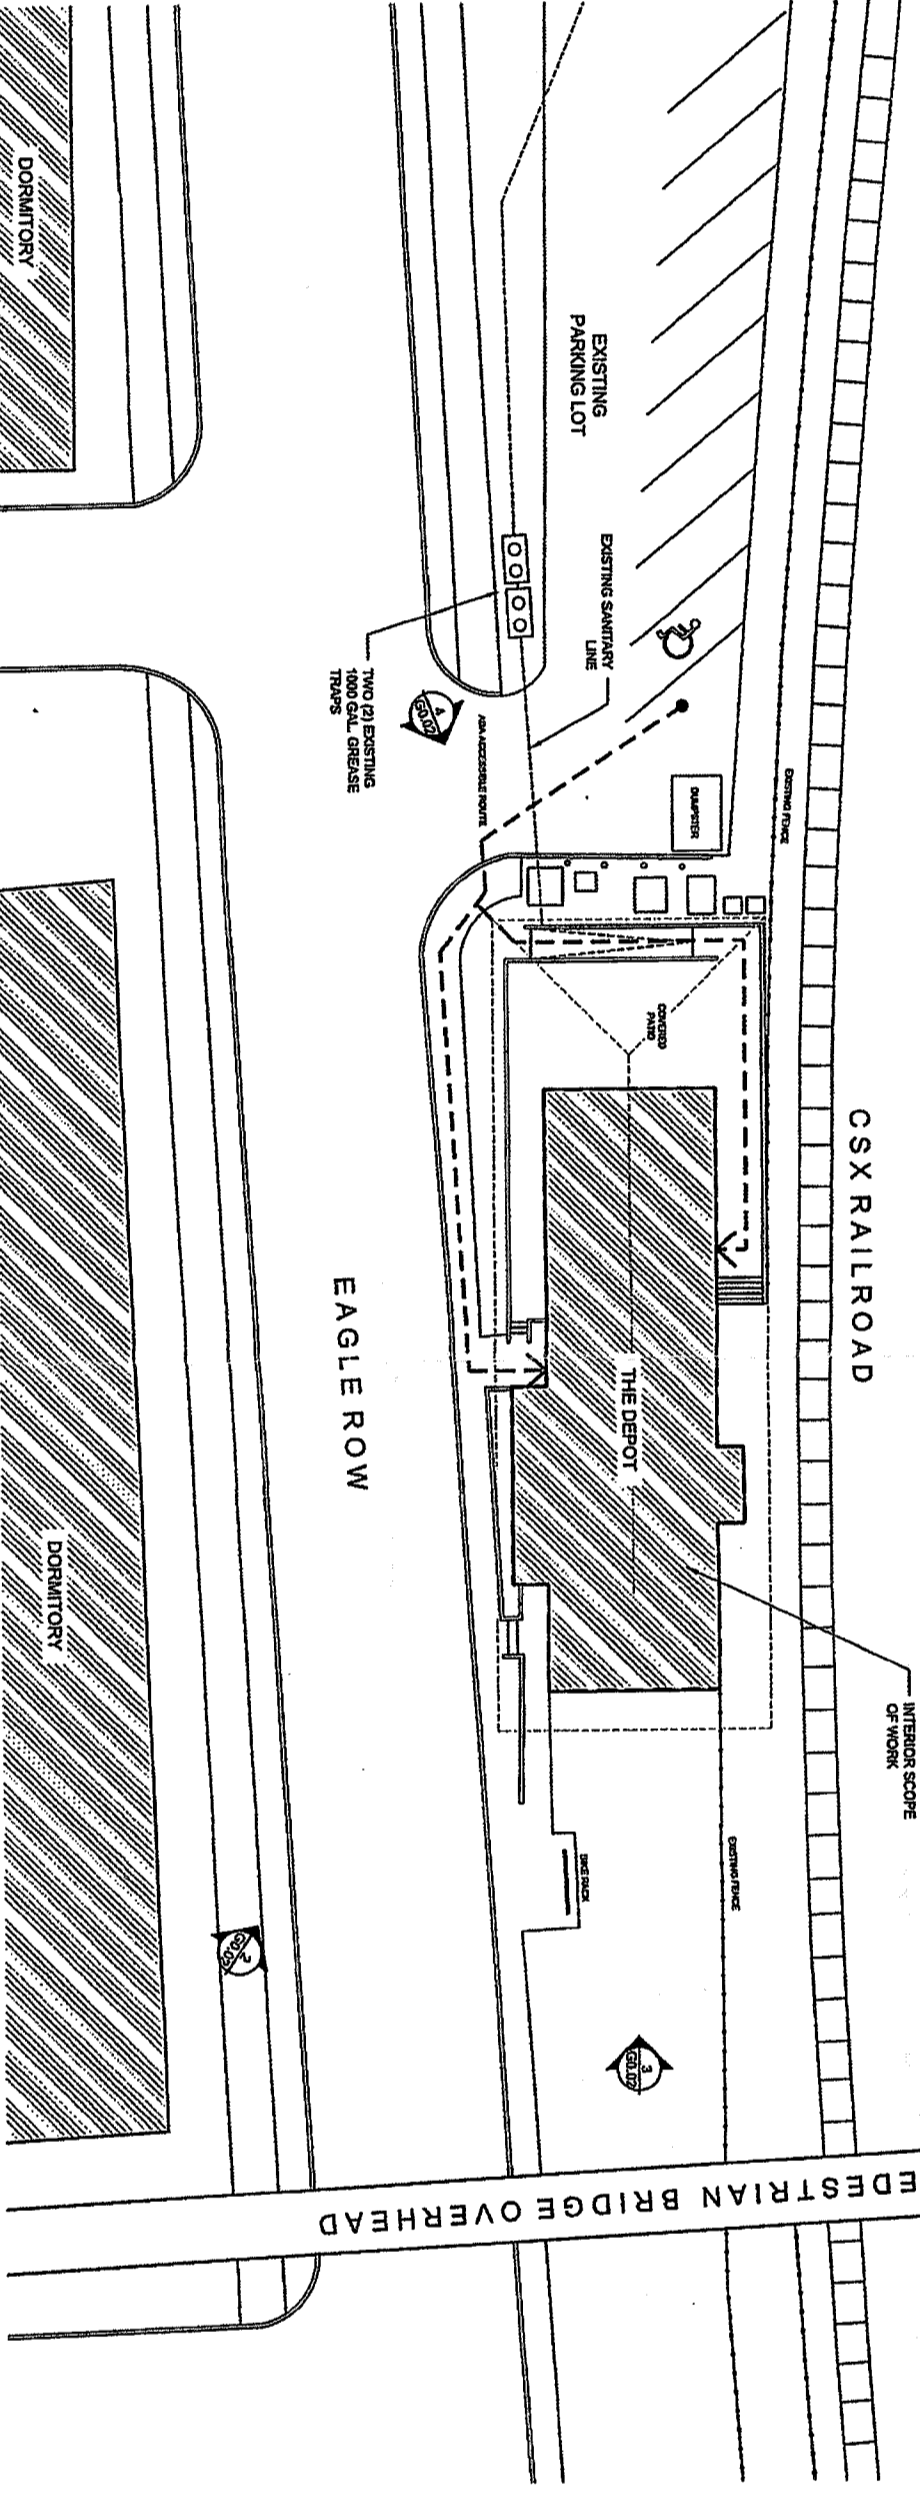 CSX RAILROAD
INTERIOR SCOPE
OF WORK
EXISTING FENCE
EXISTING FENCE
EXISTING
PARKING LOT
EXISTING SANITARY
LINE
DUMPSTER
COVERED
PATIO
THE DEPOT
BIKE RACK
3
G0.02
ADA ACCESSIBLE ROUTE
4
G0.02
TWO (2) EXISTING
1000 GAL. GREASE
TRAPS
EAGLE ROW
2
G0.02
DORMITORY
DORMITORY
EDESTRIAN BRIDGE OVERHEAD